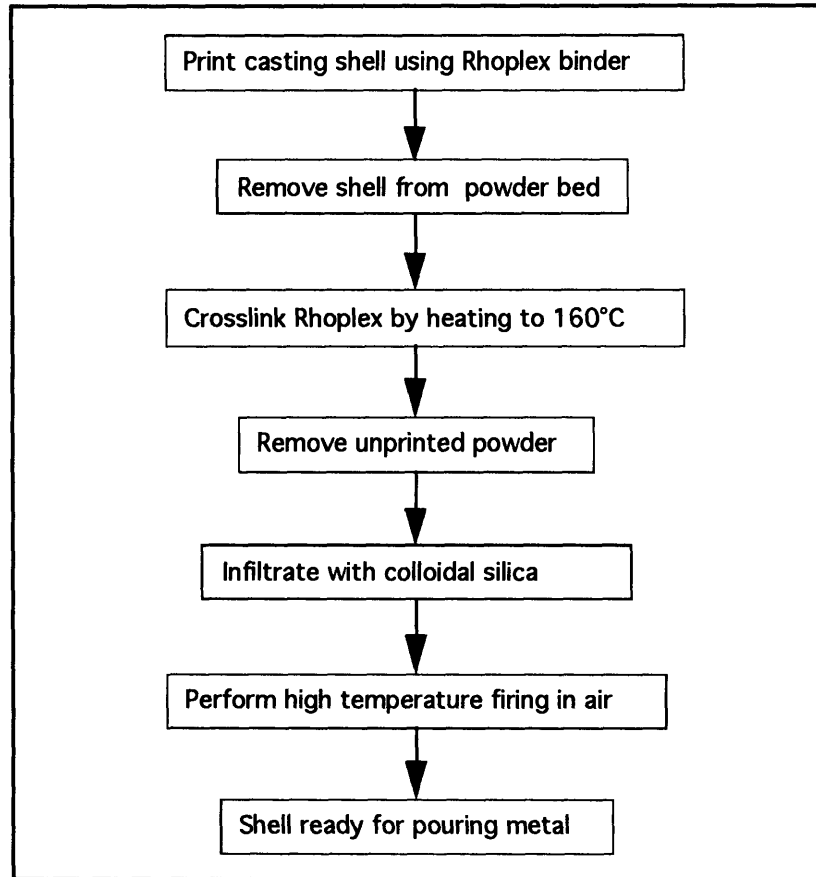 Print casting shell using Rhoplex binder
Remove shell from powder bed
Crosslink Rhoplex by heating to 160°C
Remove unprinted powder
Infiltrate with colloidal silica
Perform high temperature firing in air
Shell ready for pouring metal